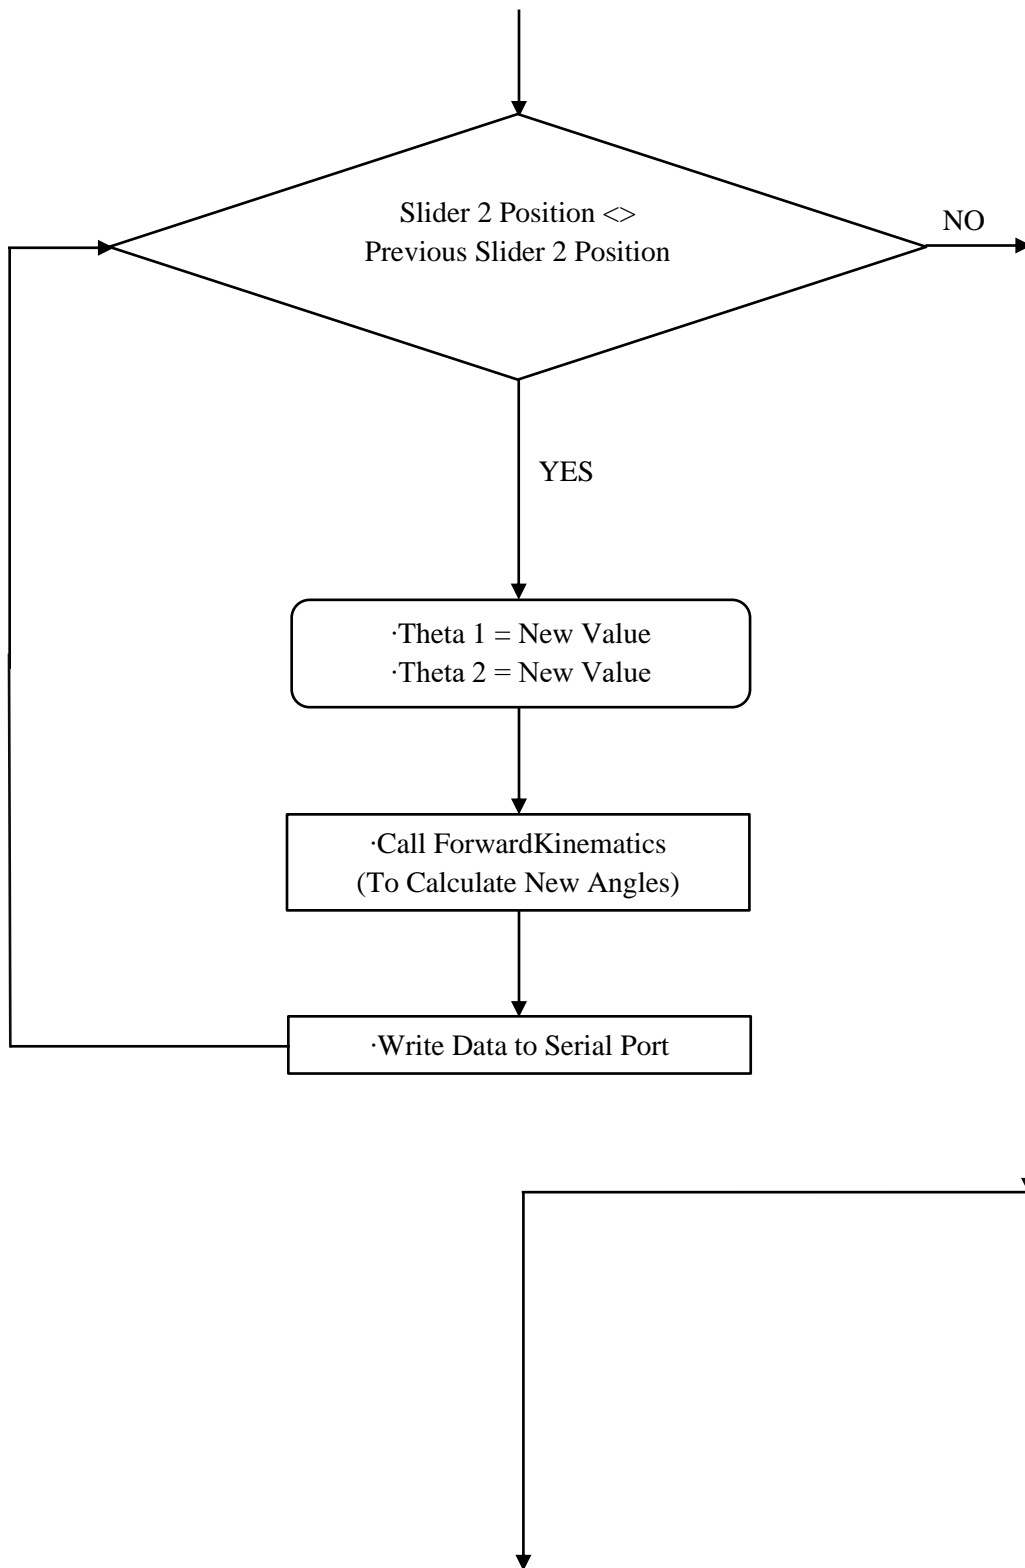 Slider 2 Position <>
Previous Slider 2 Position
NO
YES
·Theta 1 = New Value
·Theta 2 = New Value
·Call ForwardKinematics
(To Calculate New Angles)
·Write Data to Serial Port